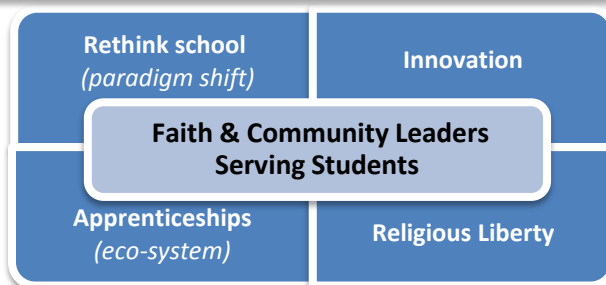 Rethink school
(paradigm shift)
Innovation
Faith & Community Leaders
Serving Students
Apprenticeships
(eco-system)
Religious Liberty